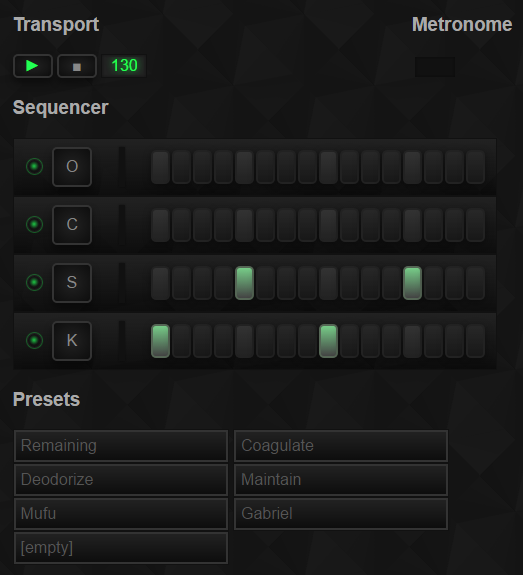 Transport Metronome
130
Sequencer
O
C
S
K
Presets
Remaining Coagulate
Deodorize Maintain
Mufu Gabriel
[empty]